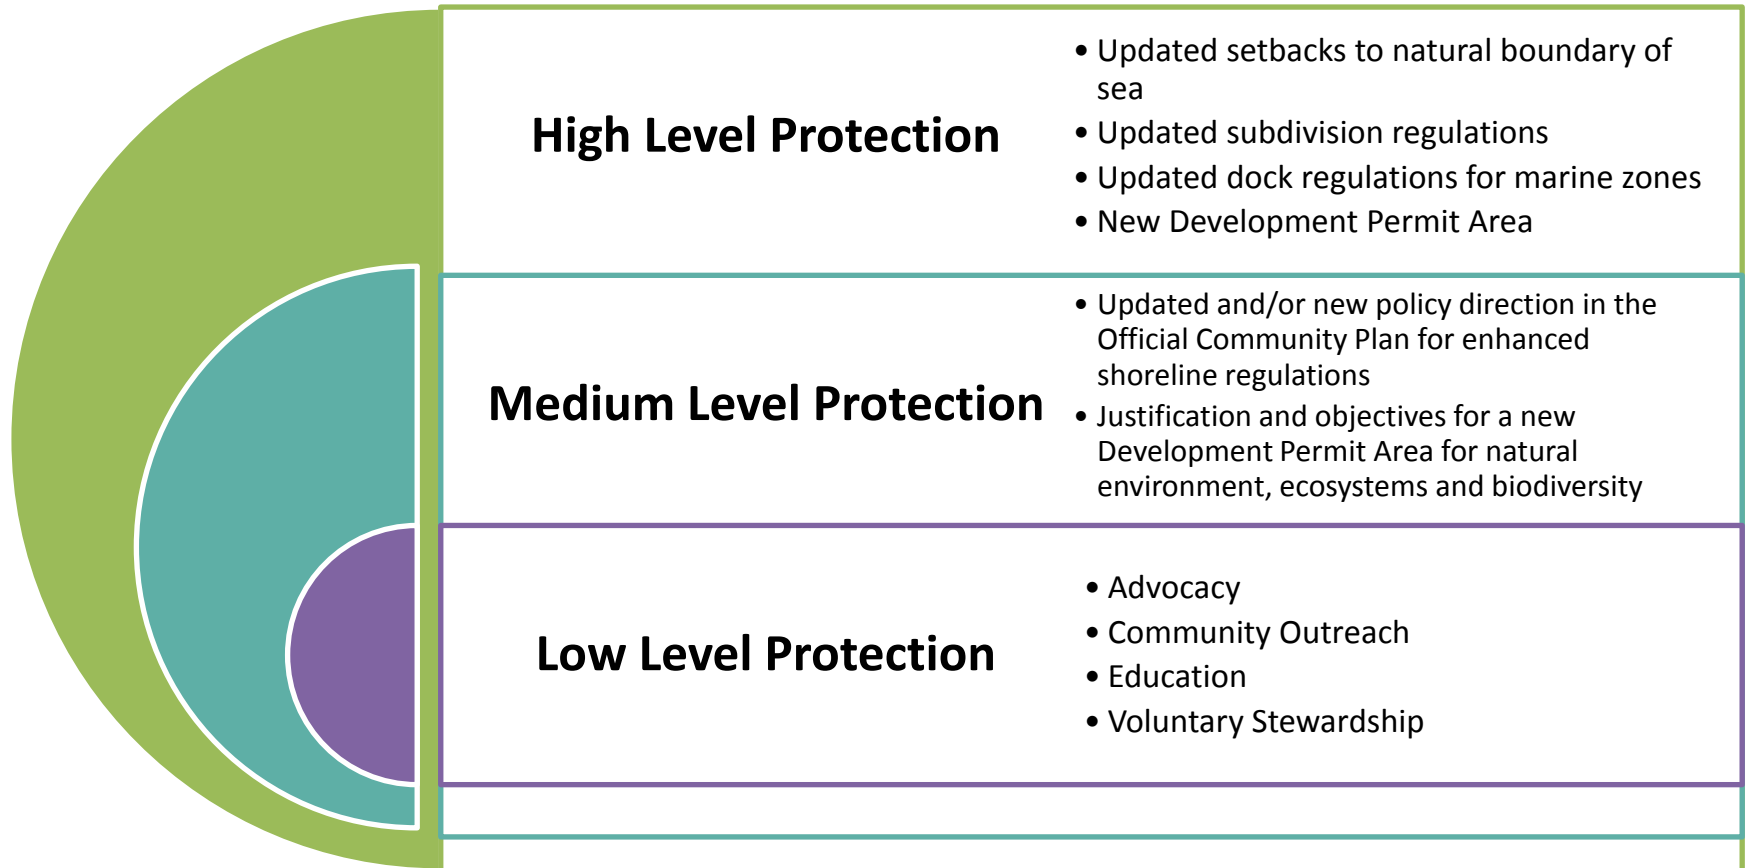 High Level Protection
• Updated setbacks to natural boundary of
sea
• Updated subdivision regulations
• Updated dock regulations for marine zones
• New Development Permit Area
Medium Level Protection
• Updated and/or new policy direction in the
Official Community Plan for enhanced
shoreline regulations
• Justification and objectives for a new
Development Permit Area for natural
environment, ecosystems and biodiversity
Low Level Protection
• Advocacy
• Community Outreach
• Education
• Voluntary Stewardship